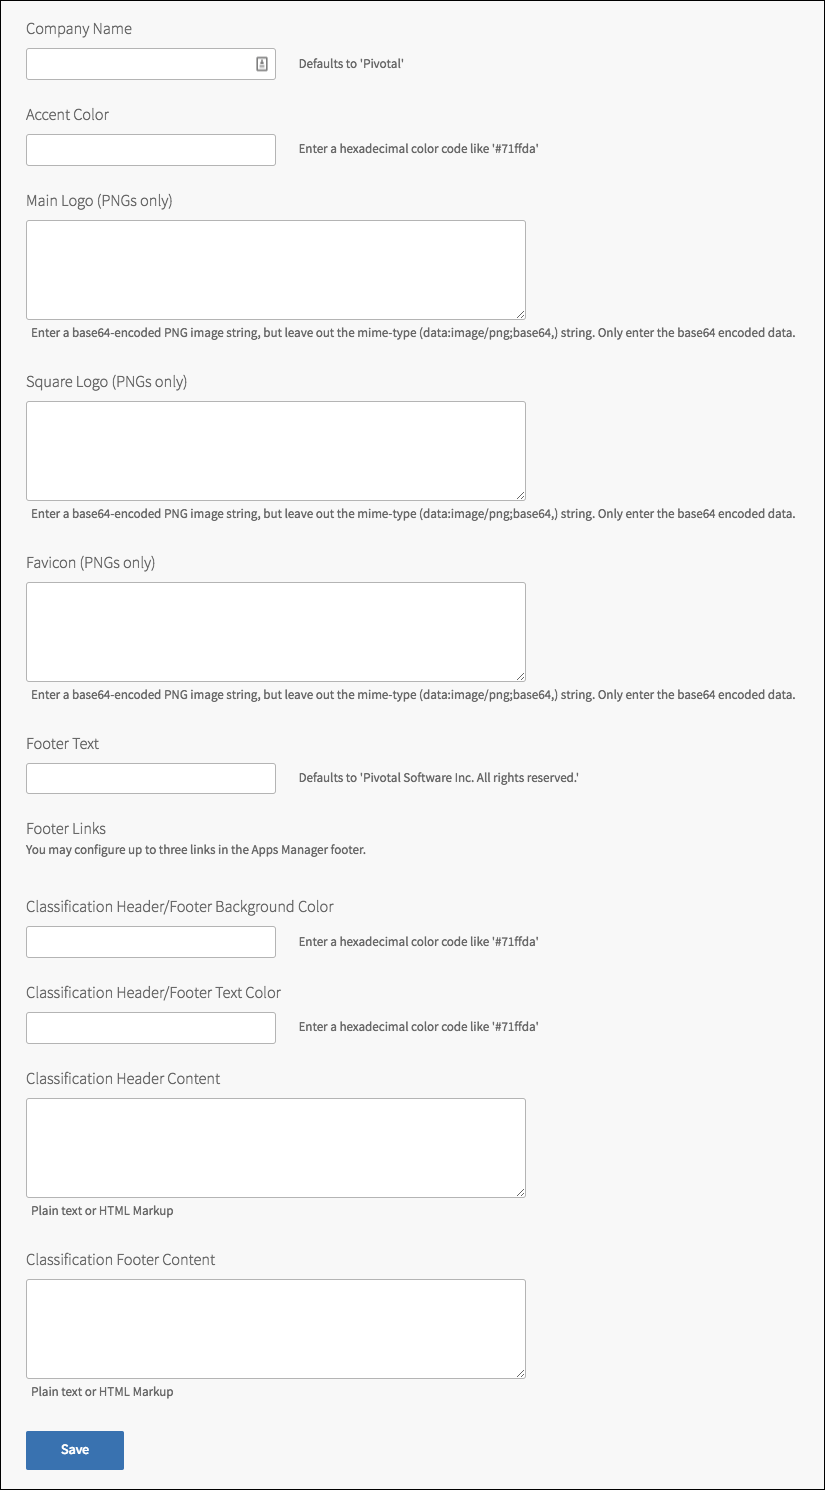 Company Name
Defaults to 'Pivotal'
Accent Color
Enter a hexadecimal color code like '#71ffda'
Main Logo (PNGs only)
Enter a base64-encoded PNG image string, but leave out the mime-type (data:image/png;base64,) string. Only enter the base64 encoded data.
Square Logo (PNGs only)
Enter a base64-encoded PNG image string, but leave out the mime-type (data:image/png;base64,) string. Only enter the base64 encoded data.
Favicon (PNGs only)
Enter a base64-encoded PNG image string, but leave out the mime-type (data:image/png;base64,) string. Only enter the base64 encoded data.
Footer Text
Defaults to 'Pivotal Software Inc. All rights reserved.'
Footer Links
You may configure up to three links in the Apps Manager footer.
Classification Header/Footer Background Color
Enter a hexadecimal color code like '#71ffda'
Classification Header/Footer Text Color
Enter a hexadecimal color code like '#71ffda'
Classification Header Content
Plain text or HTML Markup
Classification Footer Content
Plain text or HTML Markup
Save